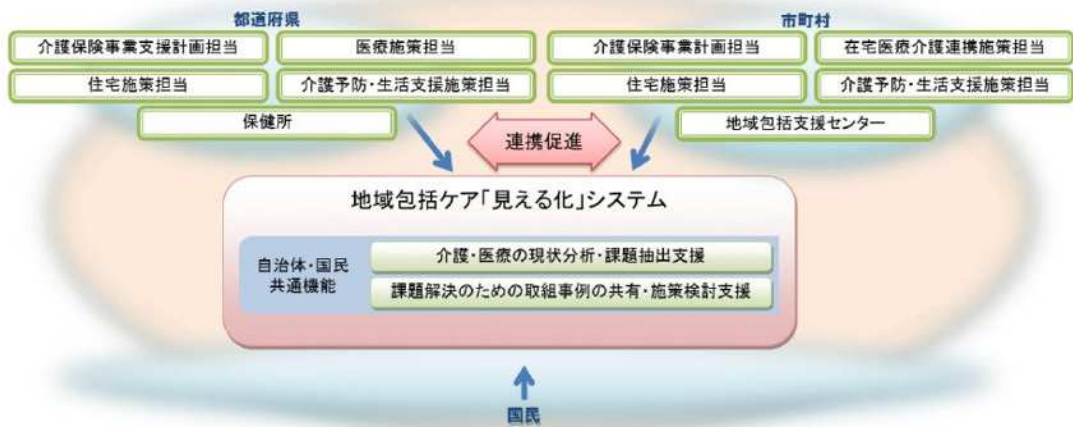 都道府県
市町村
介護保険事業支援計画担当
医療施策担当
介護保険事業計画担当
在宅医療介護連携施策担当
住宅施策担当
介護予防・生活支援施策担当
住宅施策担当
介護予防・生活支援施策担当
保健所
地域包括支援センター
連携促進
地域包括ケア「見える化」システム
自治体・国民
共通機能
介護・医療の現状分析・課題抽出支援
課題解決のための取組事例の共有・施策検討支援
国民